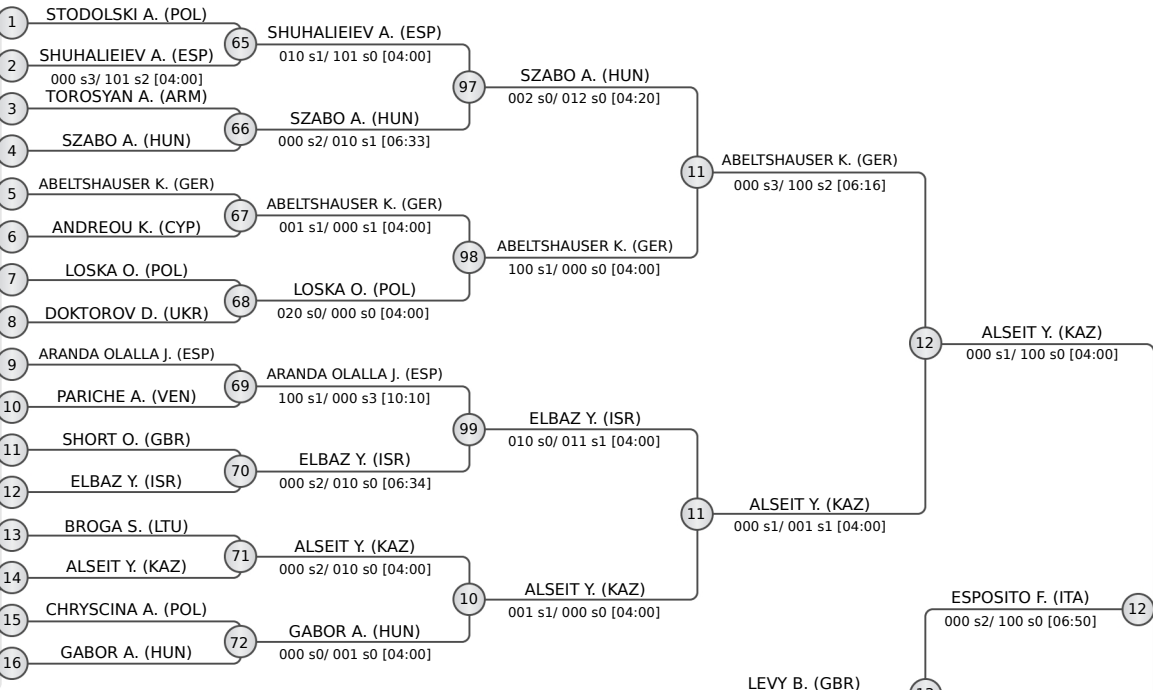 1
STODOLSKI A. (POL)
65
SHUHALIEIEV A. (ESP)
010 s1/ 101 s0 [04:00]
2
SHUHALIEIEV A. (ESP)
000 s3/ 101 s2 [04:00]
97
SZABO A. (HUN)
002 s0/ 012 s0 [04:20]
3
TOROSYAN A. (ARM)
66
SZABO A. (HUN)
000 s2/ 010 s1 [06:33]
4
SZABO A. (HUN)
11
ABELTSHAUSER K. (GER)
000 s3/ 100 s2 [06:16]
5
ABELTSHAUSER K. (GER)
67
ABELTSHAUSER K. (GER)
001 s1/ 000 s1 [04:00]
6
ANDREOU K. (CYP)
98
ABELTSHAUSER K. (GER)
100 s1/ 000 s0 [04:00]
7
LOSKA O. (POL)
68
LOSKA O. (POL)
020 s0/ 000 s0 [04:00]
8
DOKTOROV D. (UKR)
12
ALSEIT Y. (KAZ)
000 s1/ 100 s0 [04:00]
9
ARANDA OLALLA J. (ESP)
69
ARANDA OLALLA J. (ESP)
100 s1/ 000 s3 [10:10]
10
PARICHE A. (VEN)
99
ELBAZ Y. (ISR)
010 s0/ 011 s1 [04:00]
11
SHORT O. (GBR)
70
ELBAZ Y. (ISR)
000 s2/ 010 s0 [06:34]
12
ELBAZ Y. (ISR)
11
ALSEIT Y. (KAZ)
000 s1/ 001 s1 [04:00]
13
BROGA S. (LTU)
71
ALSEIT Y. (KAZ)
000 s2/ 010 s0 [04:00]
14
ALSEIT Y. (KAZ)
10
ALSEIT Y. (KAZ)
001 s1/ 000 s0 [04:00]
15
CHRYSCINA A. (POL)
72
GABOR A. (HUN)
000 s0/ 001 s0 [04:00]
16
GABOR A. (HUN)
ESPOSITO F. (ITA)
000 s2/ 100 s0 [06:50]
12
LEVY B. (GBR)